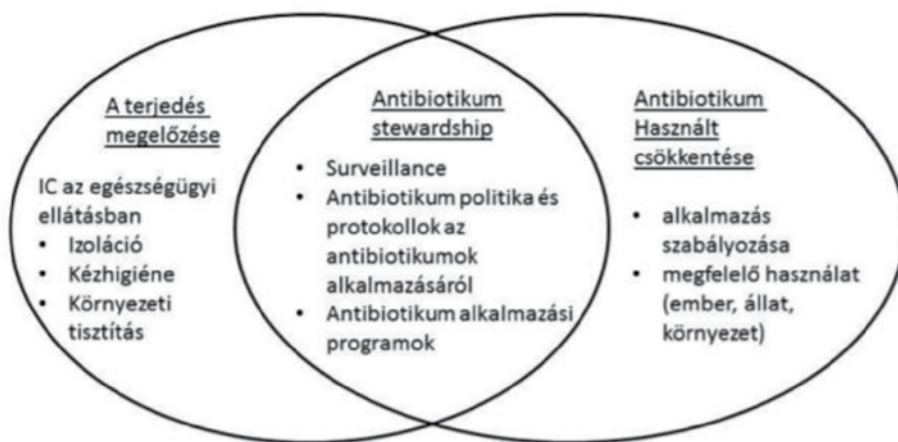 A terjedés
megelőzése
IC az egészségügyi
ellátásban
• Izoláció
• Kézhigiéne
• Környezeti
tisztítás
Antibiotikum
stewardship
• Surveillance
• Antibiotikum politika és
protokollok az
antibiotikumok
alkalmazásáról
• Antibiotikum alkalmazási
programok
Antibiotikum
Használt
csökkentése
• alkalmazás
szabályozása
• megfelelő használat
(ember, állat,
környezet)